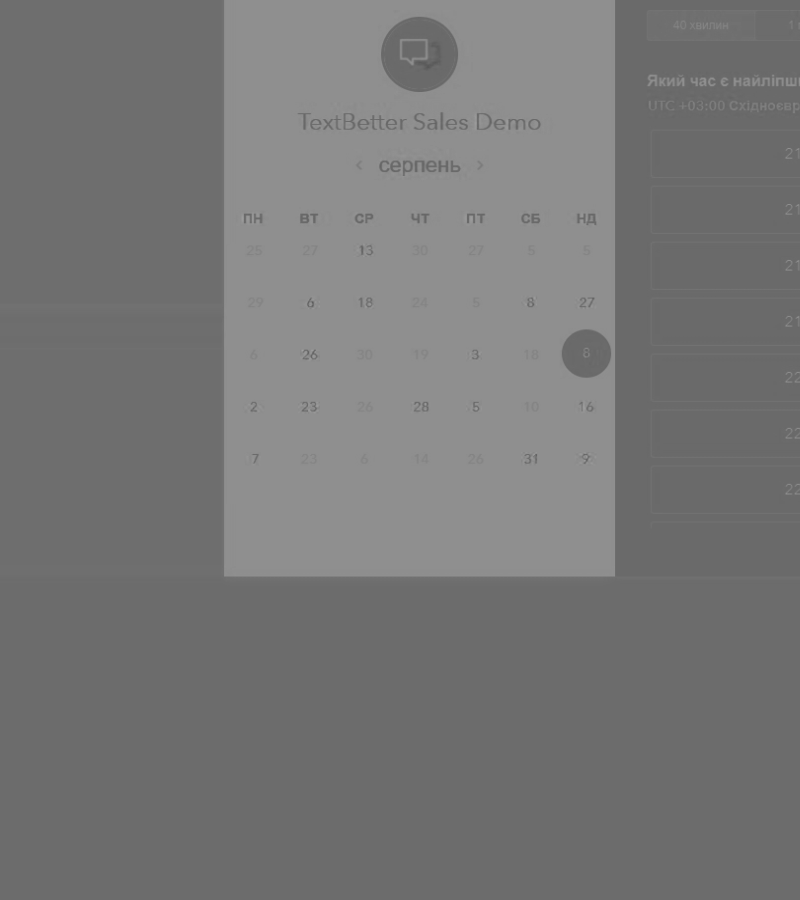 TextBetter Sales Demo
‹ серпень ›
ПН ВТ СР ЧТ ПТ СБ НД
25 27 13 30 27 5 5
29 6 18 24 5 8 27
6 26 30 19 3 18 8
2 23 26 28 5 10 16
7 23 6 14 26 31 9
40 хвилин 1
Який час є найліпш
UTC +03:00 Східноєвр
21
21
21
21
22
22
22